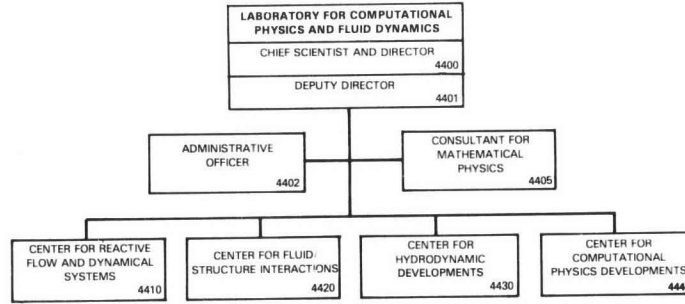 LABORATORY FOR COMPUTATIONAL
PHYSICS AND FLUID DYNAMICS
CHIEF SCIENTIST AND DIRECTOR
4400
DEPUTY DIRECTOR
4401
ADMINISTRATIVE
OFFICER
4402
CONSULTANT FOR
MATHEMATICAL
PHYSICS
4405
CENTER FOR REACTIVE
FLOW AND DYNAMICAL
SYSTEMS
4410
CENTER FOR FLUID/
STRUCTURE INTERACTIONS
4420
CENTER FOR
HYDRODYNAMIC
DEVELOPMENTS
4430
CENTER FOR
COMPUTATIONAL
PHYSICS DEVELOPMENTS